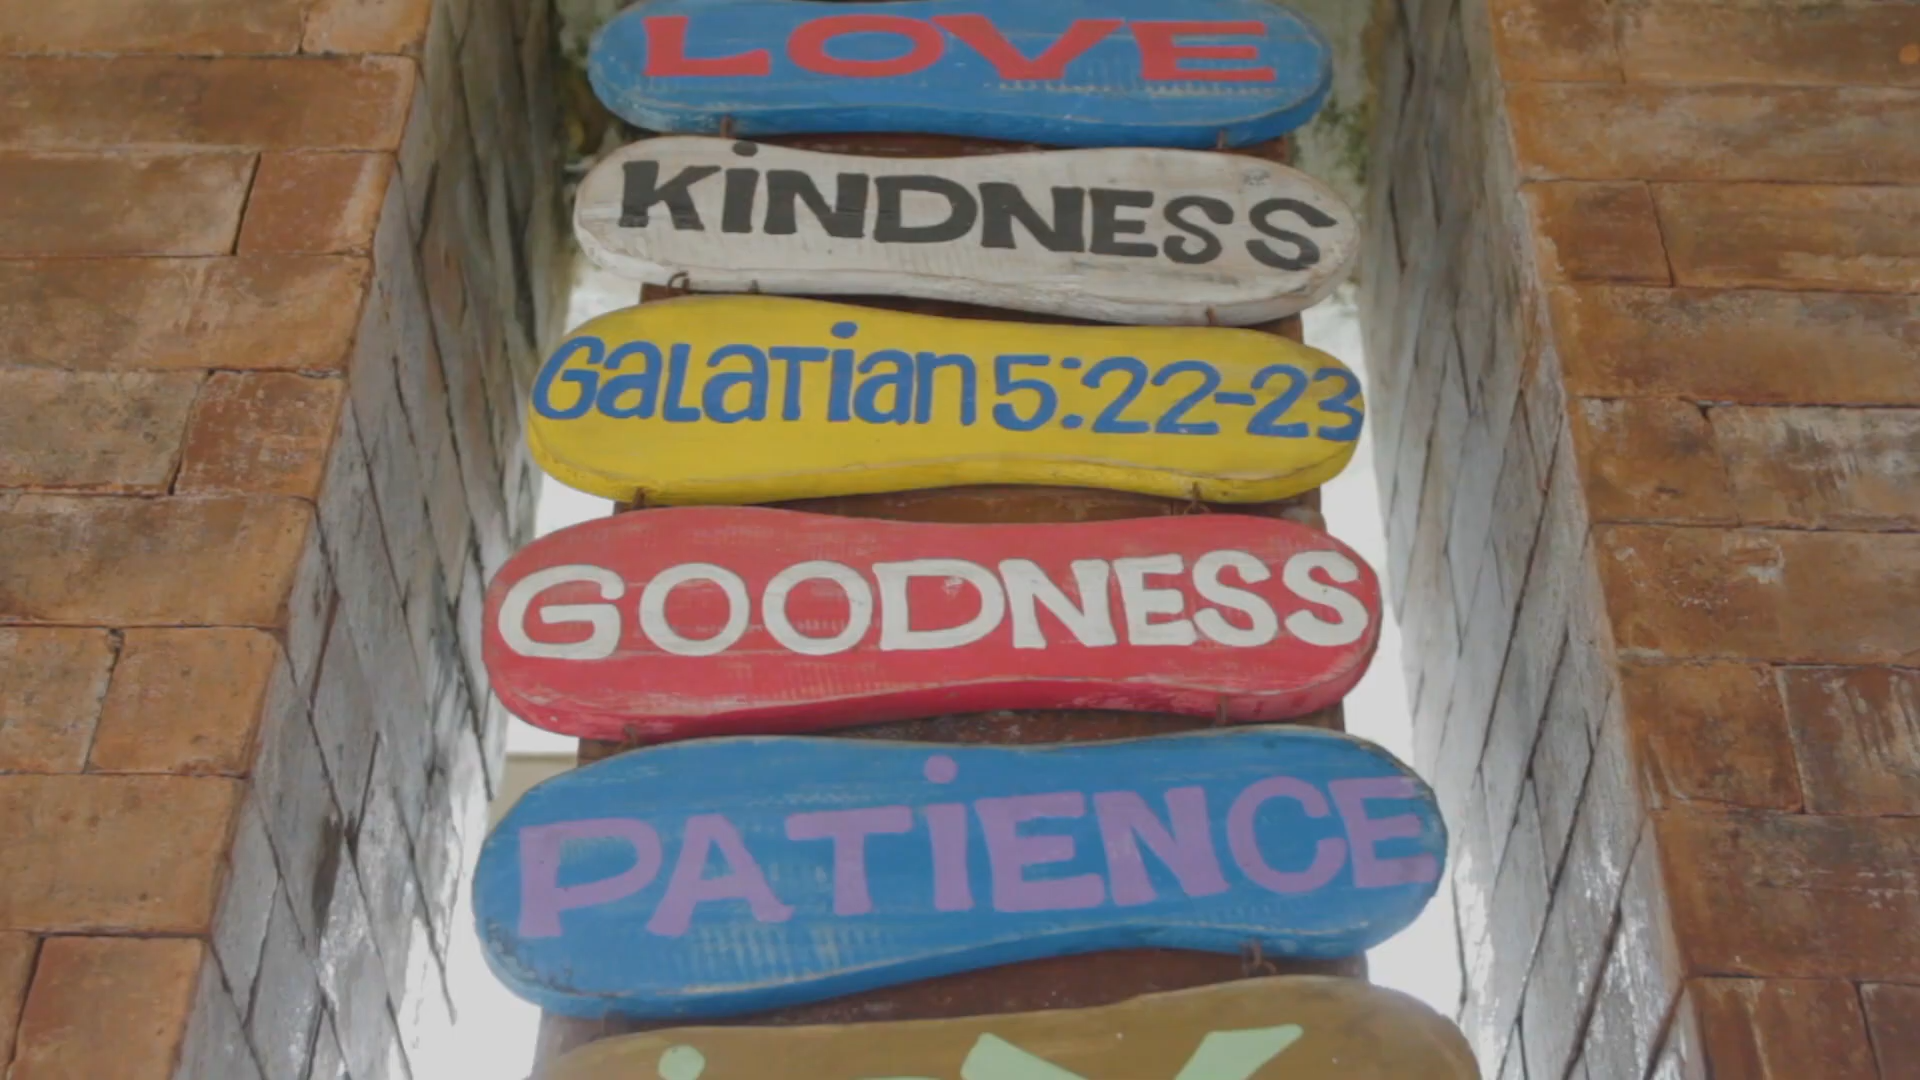 LOVE
KiNDNESS
GaLaTian 5:22-23
GOODNESS
PATiENCE